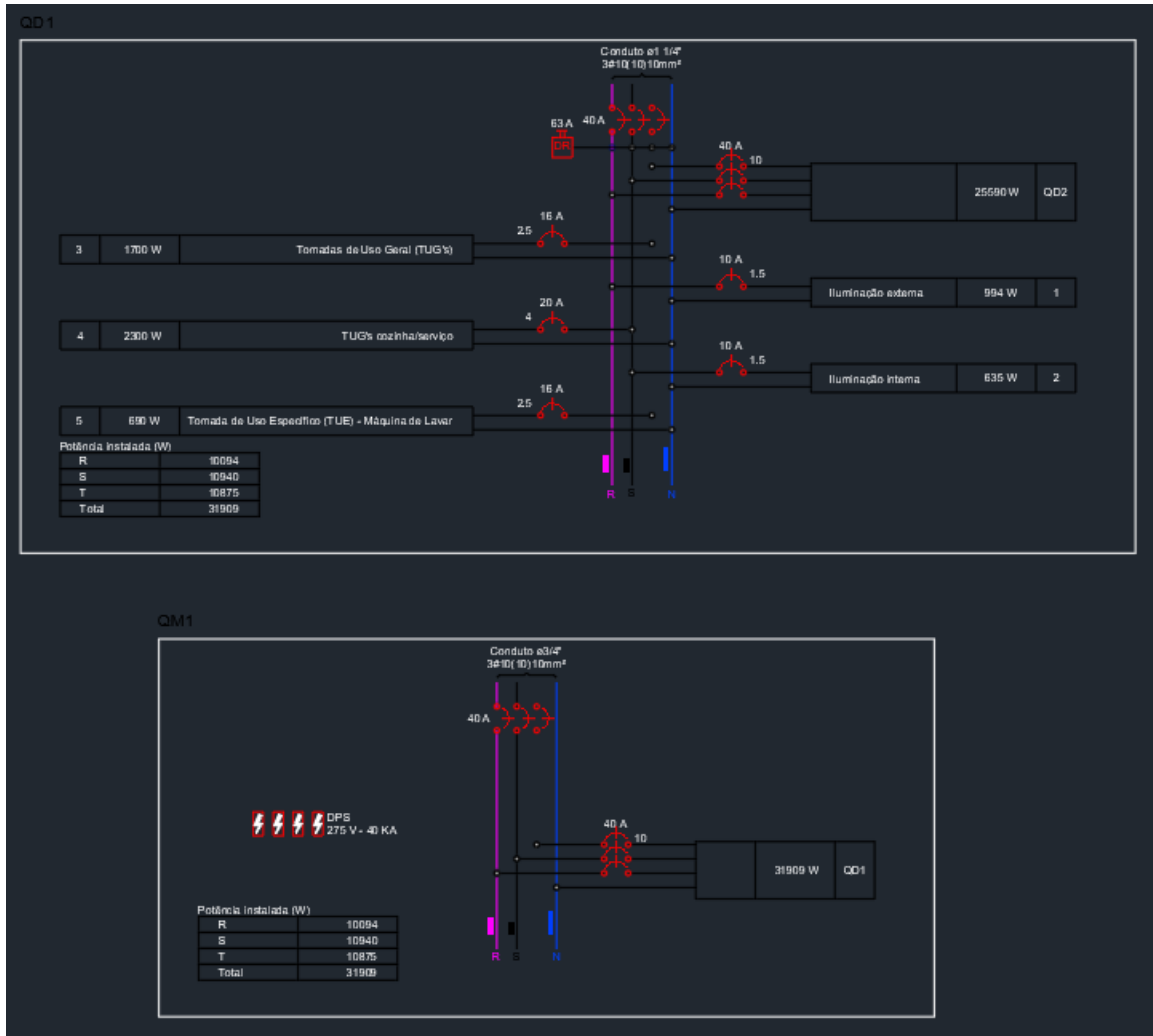 QD1
Conduto ø1 1/4"
3#10(10)10mm²
63 A
40 A
DR
40 A
10
25590 W
QD2
16 A
2.5
3
1700 W
Tomadas de Uso Geral (TUG's)
10 A
1.5
Iluminação externa
994 W
1
20 A
4
4
2300 W
TUG's cozinha/serviço
10 A
1.5
Iluminação interna
635 W
2
16 A
2.5
5
690 W
Tomada de Uso Específico (TUE) - Máquina de Lavar
Potência instalada (W)
R 10094
S 10940
T 10875
Total 31909
R S N
QM1
Conduto ø3/4"
3#10(10)10mm²
40 A
DPS
275 V - 40 KA
40 A
10
31909 W
QD1
Potência instalada (W)
R 10094
S 10940
T 10875
Total 31909
R S N